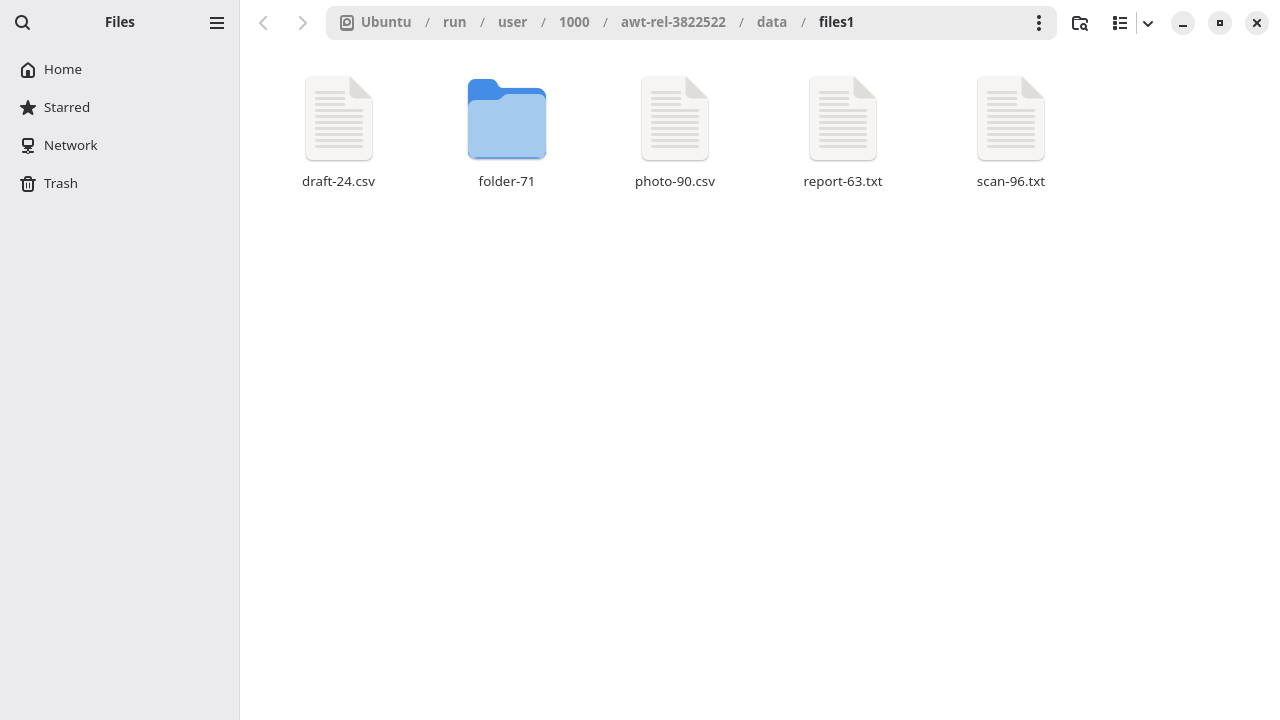 Files
Ubuntu / run / user / 1000 / awt-rel-3822522 / data / files1
Home
Starred
Network
Trash
draft-24.csv
folder-71
photo-90.csv
report-63.txt
scan-96.txt